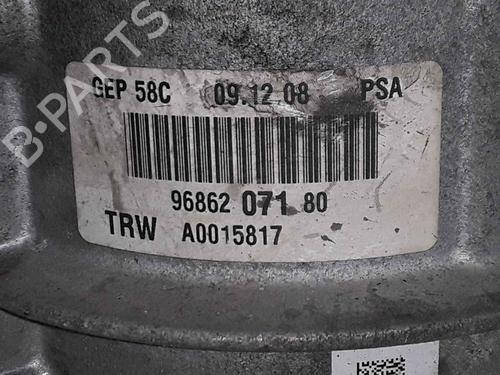 GEP 58C 09.12 08 PSA
96862 071 80
TRW A0015817
B-PARTS